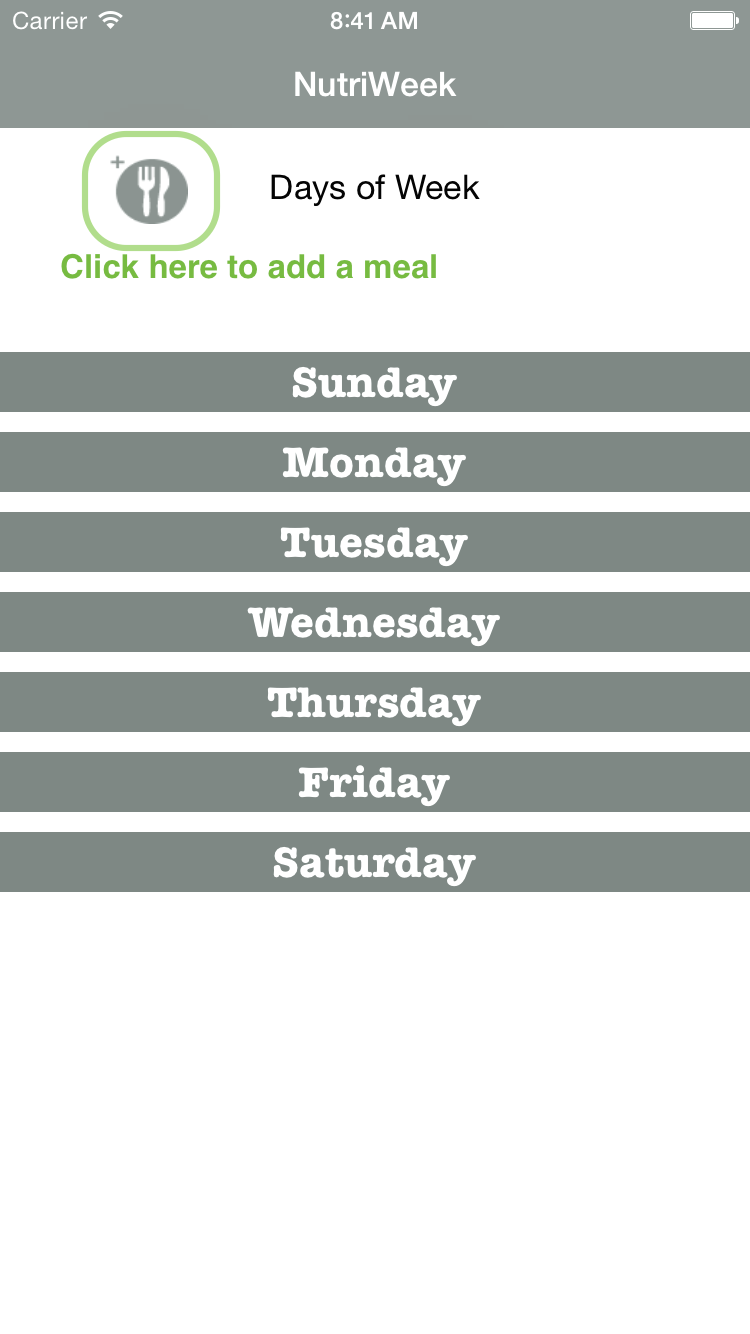 Carrier 8:41 AM
NutriWeek
Days of Week
Click here to add a meal
Sunday
Monday
Tuesday
Wednesday
Thursday
Friday
Saturday